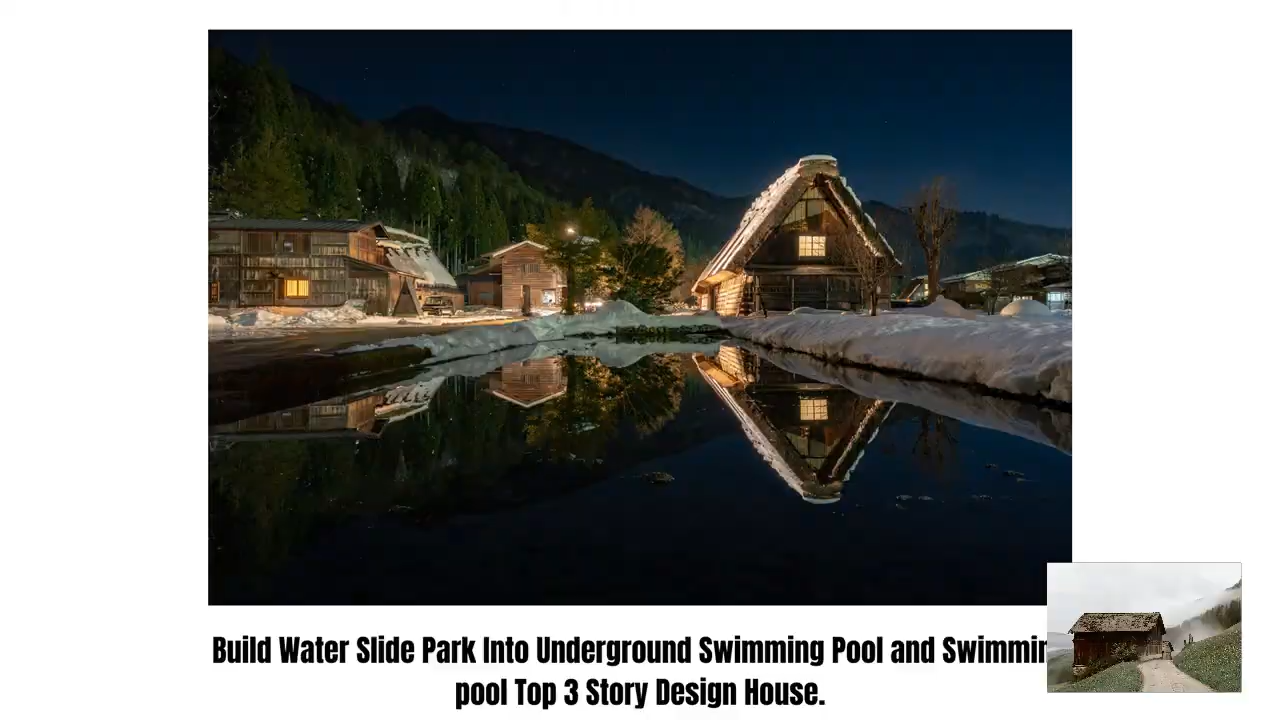 Build Water Slide Park Into Underground Swimming Pool and Swimmin
pool Top 3 Story Design House.